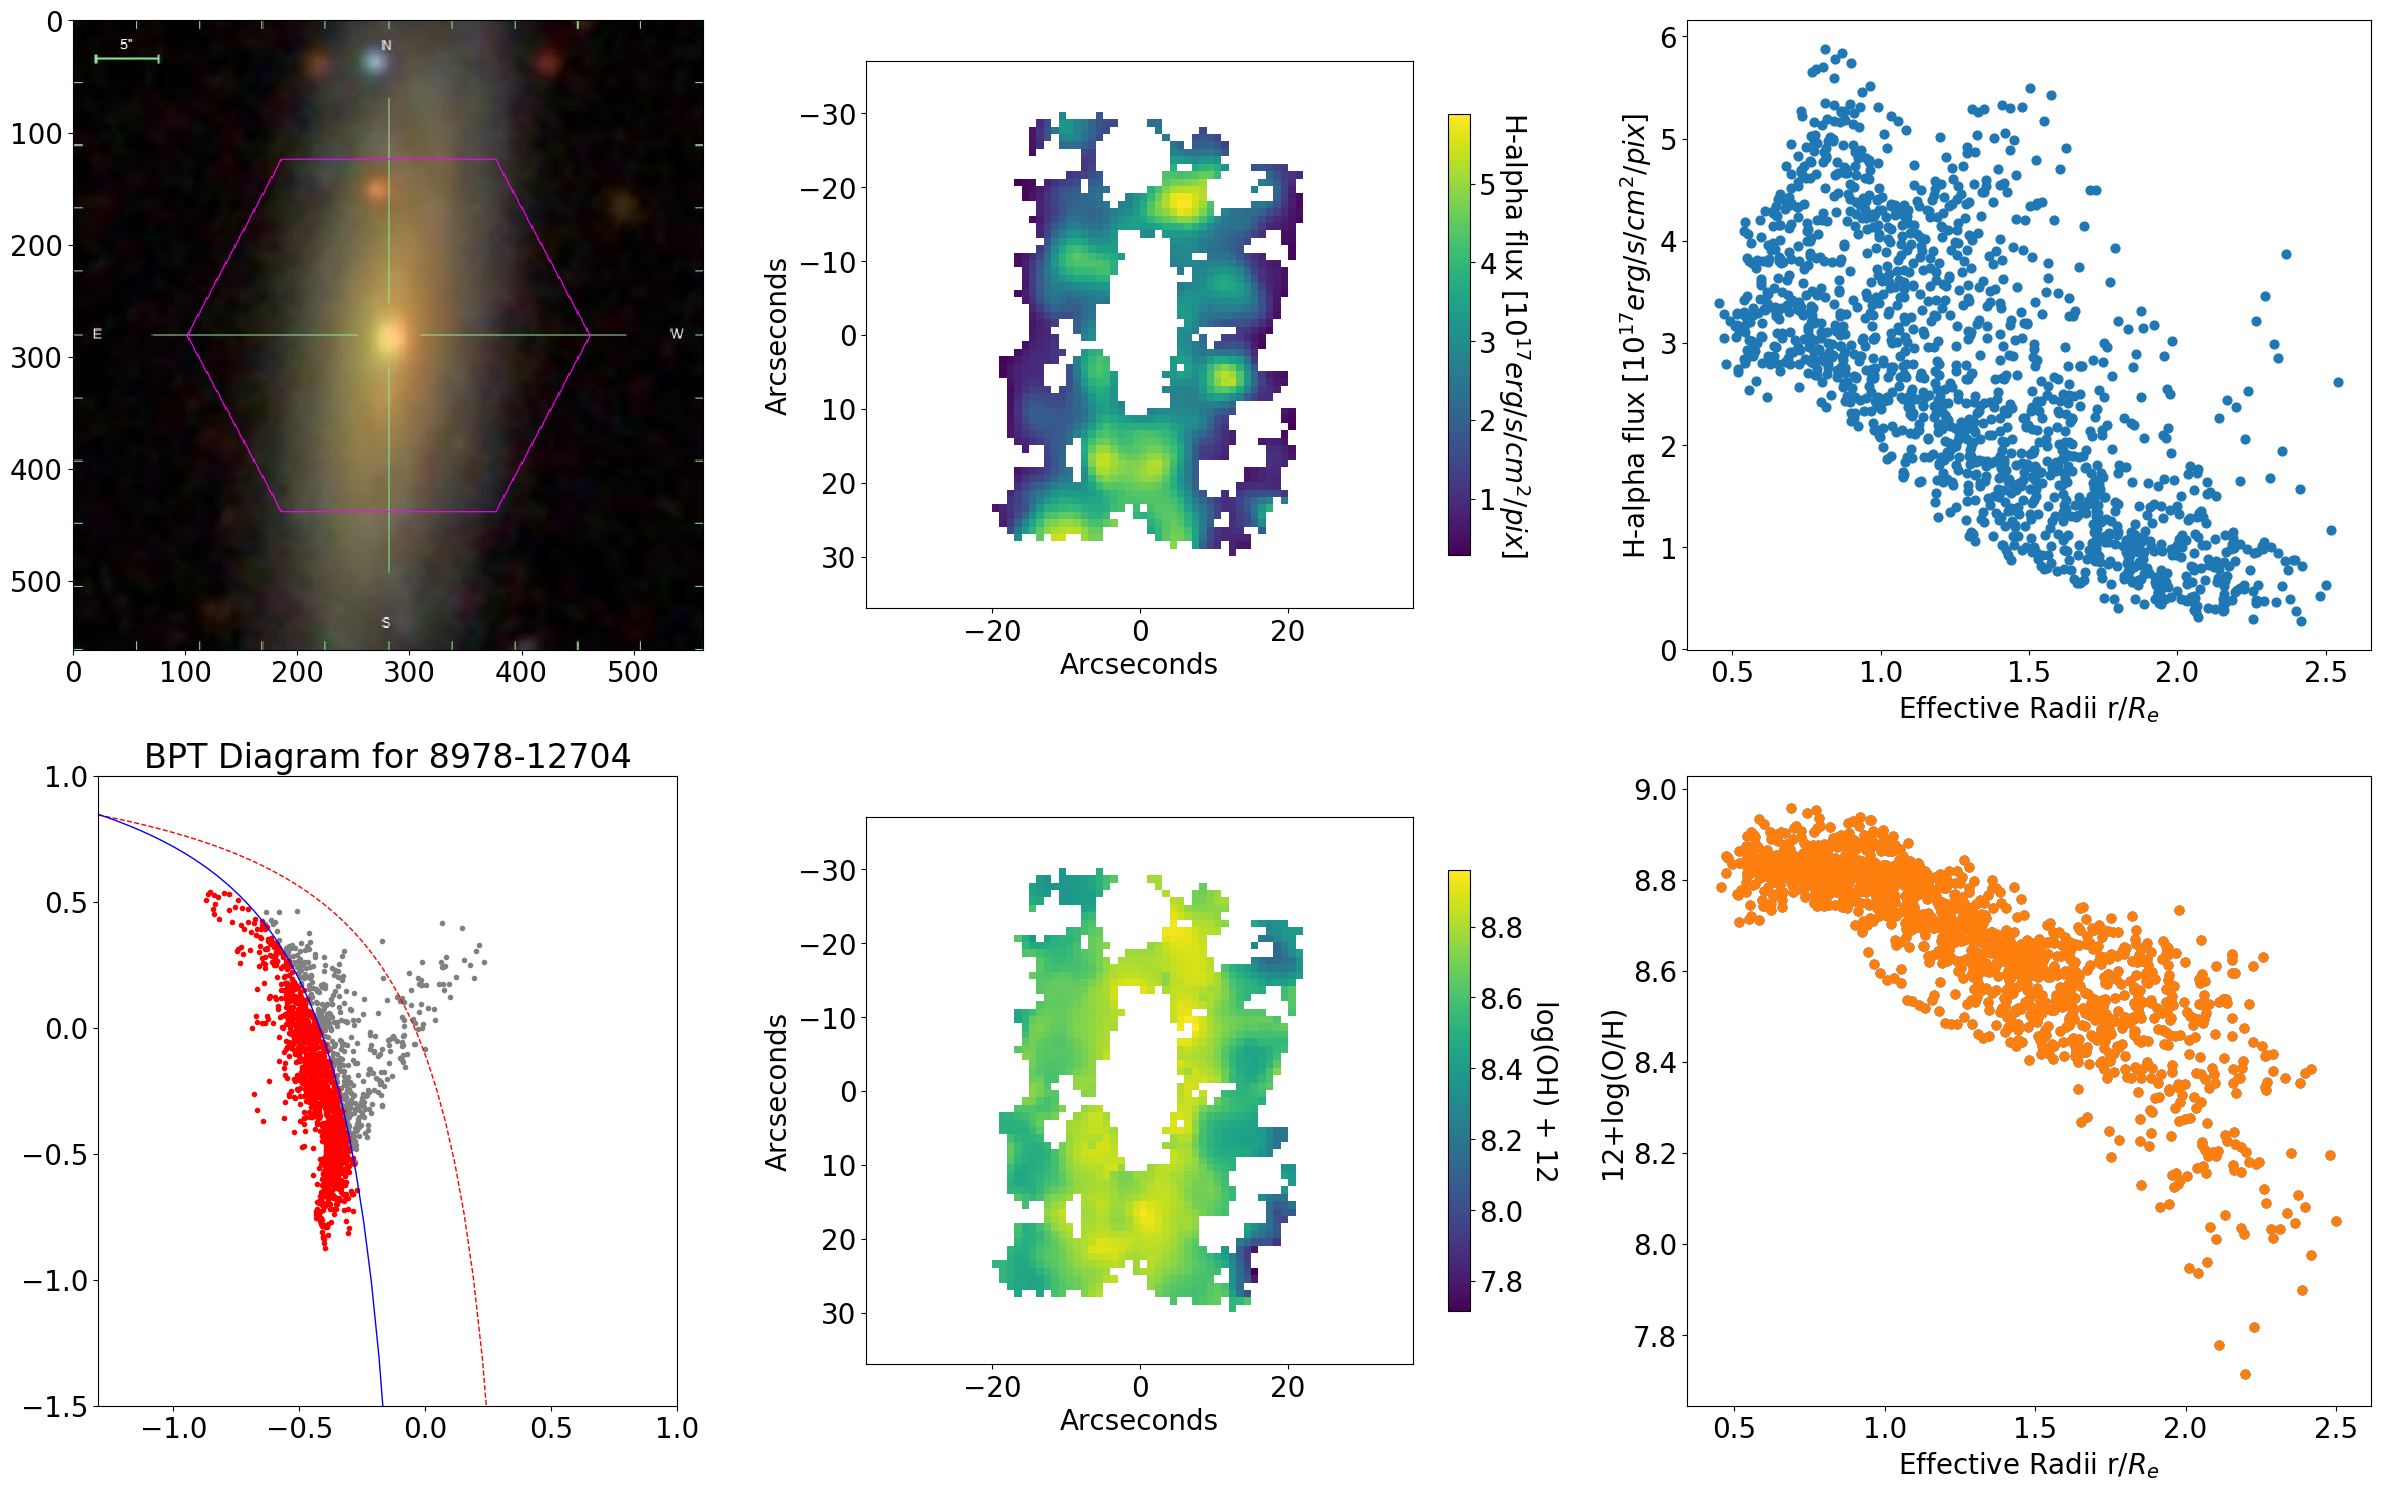 0
100
200
300
400
500
0 100 200 300 400 500
5"
N
E
W
S
−30
−20
−10
0
10
20
30
−20 0 20
Arcseconds
Arcseconds
5
4
3
2
1
H-alpha flux [10^17 erg/s/cm^2/pix]
6
5
4
3
2
1
0
0.5 1.0 1.5 2.0 2.5
H-alpha flux [10^17 erg/s/cm^2/pix]
Effective Radii r/R_e
BPT Diagram for 8978-12704
1.0
0.5
0.0
−0.5
−1.0
−1.5
−1.0 −0.5 0.0 0.5 1.0
−30
−20
−10
0
10
20
30
−20 0 20
Arcseconds
Arcseconds
8.8
8.6
8.4
8.2
8.0
7.8
log(OH) + 12
9.0
8.8
8.6
8.4
8.2
8.0
7.8
0.5 1.0 1.5 2.0 2.5
12+log(O/H)
Effective Radii r/R_e